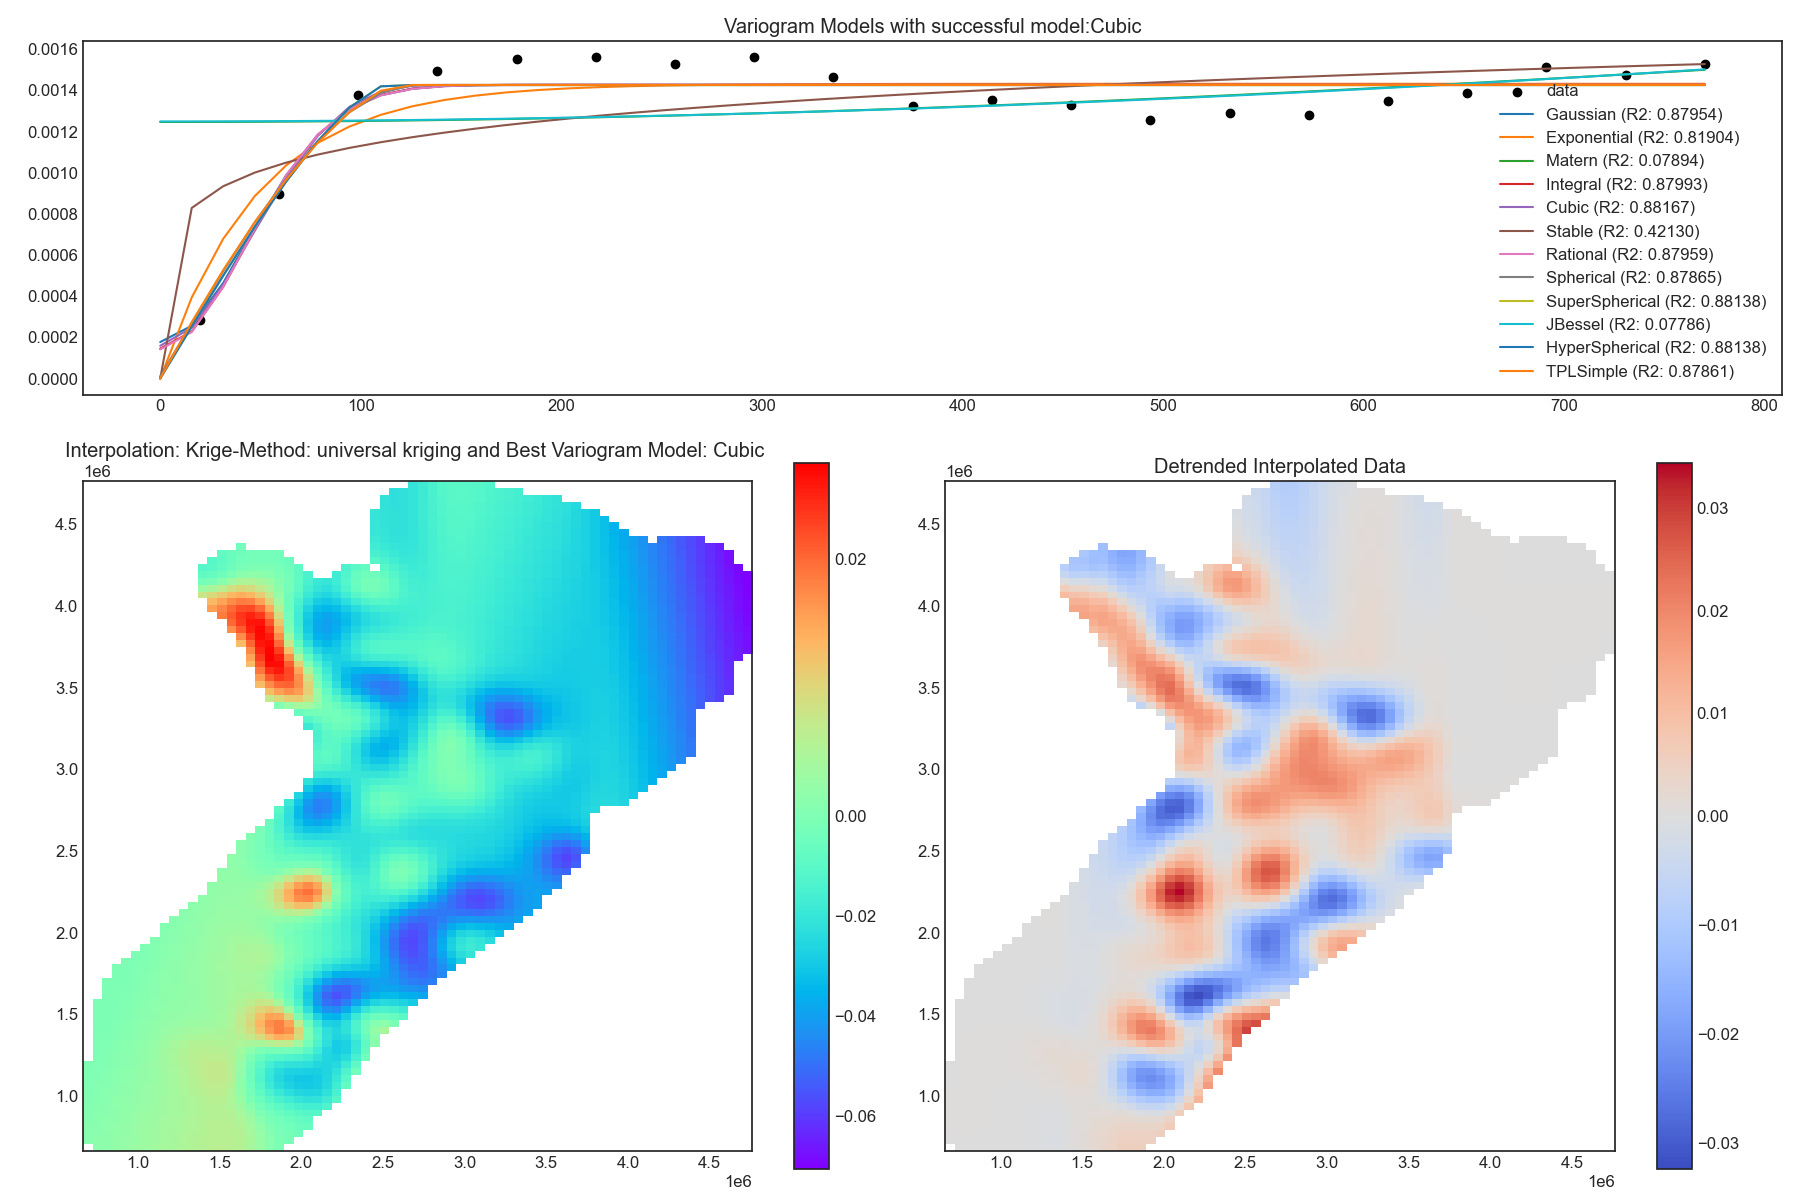 Variogram Models with successful model:Cubic
0.0016
0.0014
0.0012
0.0010
0.0008
0.0006
0.0004
0.0002
0.0000
data
Gaussian (R2: 0.87954)
Exponential (R2: 0.81904)
Matern (R2: 0.07894)
Integral (R2: 0.87993)
Cubic (R2: 0.88167)
Stable (R2: 0.42130)
Rational (R2: 0.87959)
Spherical (R2: 0.87865)
SuperSpherical (R2: 0.88138)
JBessel (R2: 0.07786)
HyperSpherical (R2: 0.88138)
TPLSimple (R2: 0.87861)
0 100 200 300 400 500 600 700 800
Interpolation: Krige-Method: universal kriging and Best Variogram Model: Cubic
1e6
4.5
4.0
3.5
3.0
2.5
2.0
1.5
1.0
1.0 1.5 2.0 2.5 3.0 3.5 4.0 4.5
1e6
0.02
0.00
−0.02
−0.04
−0.06
Detrended Interpolated Data
1e6
4.5
4.0
3.5
3.0
2.5
2.0
1.5
1.0
1.0 1.5 2.0 2.5 3.0 3.5 4.0 4.5
1e6
0.03
0.02
0.01
0.00
−0.01
−0.02
−0.03